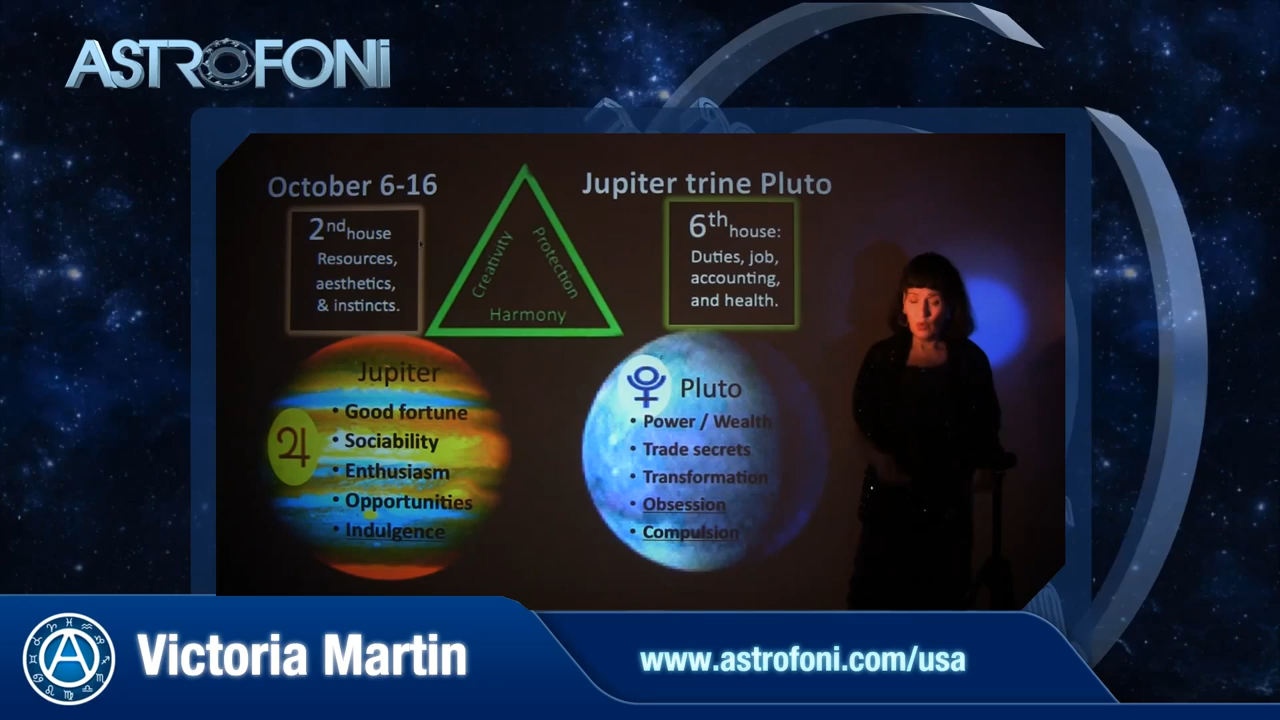 ASTROFONi
October 6-16
Jupiter trine Pluto
2nd house
Resources,
aesthetics,
& instincts.
Creativity
Protection
Harmony
6th house:
Duties, job,
accounting,
and health.
Jupiter
• Good fortune
• Sociability
• Enthusiasm
• Opportunities
• Indulgence
Pluto
• Power / Wealth
• Trade secrets
• Transformation
• Obsession
• Compulsion
A
Victoria Martin
www.astrofoni.com/usa